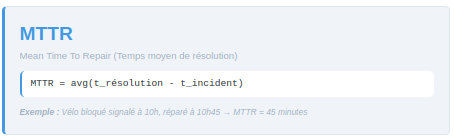 MTTR
Mean Time To Repair (Temps moyen de résolution)
MTTR = avg(t_résolution - t_incident)
Exemple : Vélo bloqué signalé à 10h, réparé à 10h45 → MTTR = 45 minutes